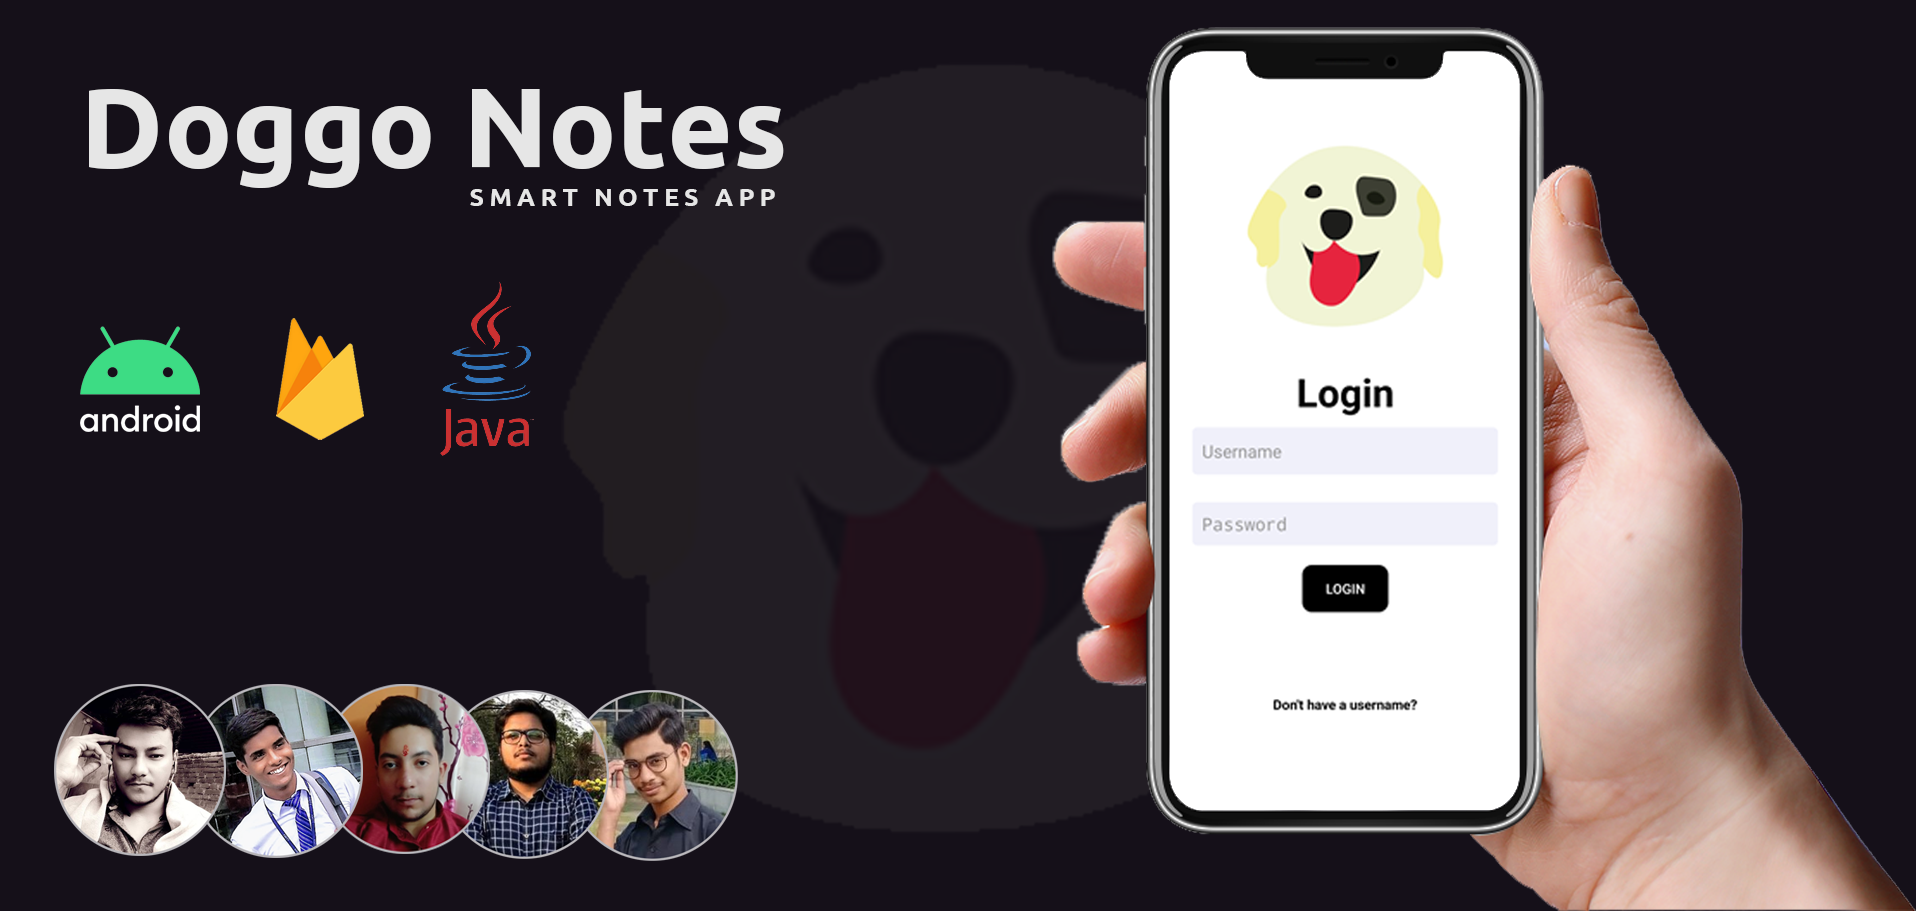 Doggo Notes
SMART NOTES APP
android
Java
Login
Username
Password
LOGIN
Don't have a username?